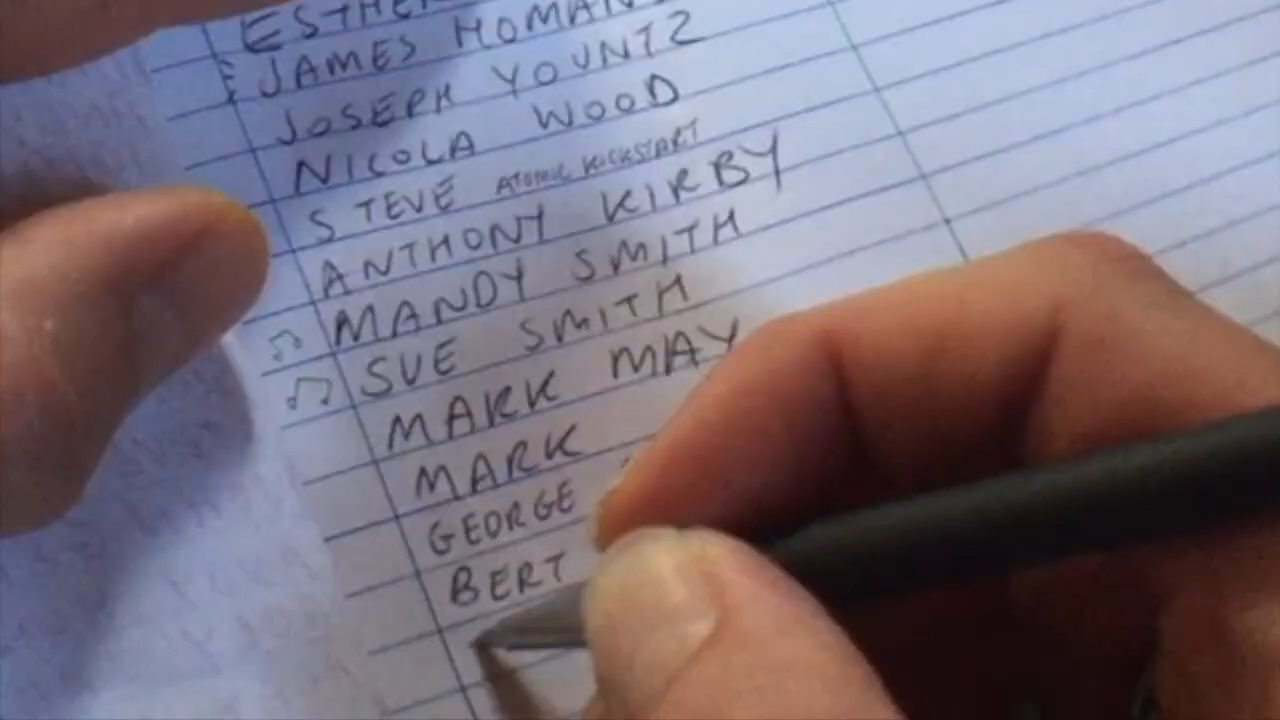 ESTHER
JAMES HOMAN
JOSEPH YOUNTZ
NICOLA WOOD
STEVE ATOMIC KICKSTART
ANTHONY KIRBY
MANDY SMITH
SUE SMITH
MARK MAY
MARK
GEORGE
BERT